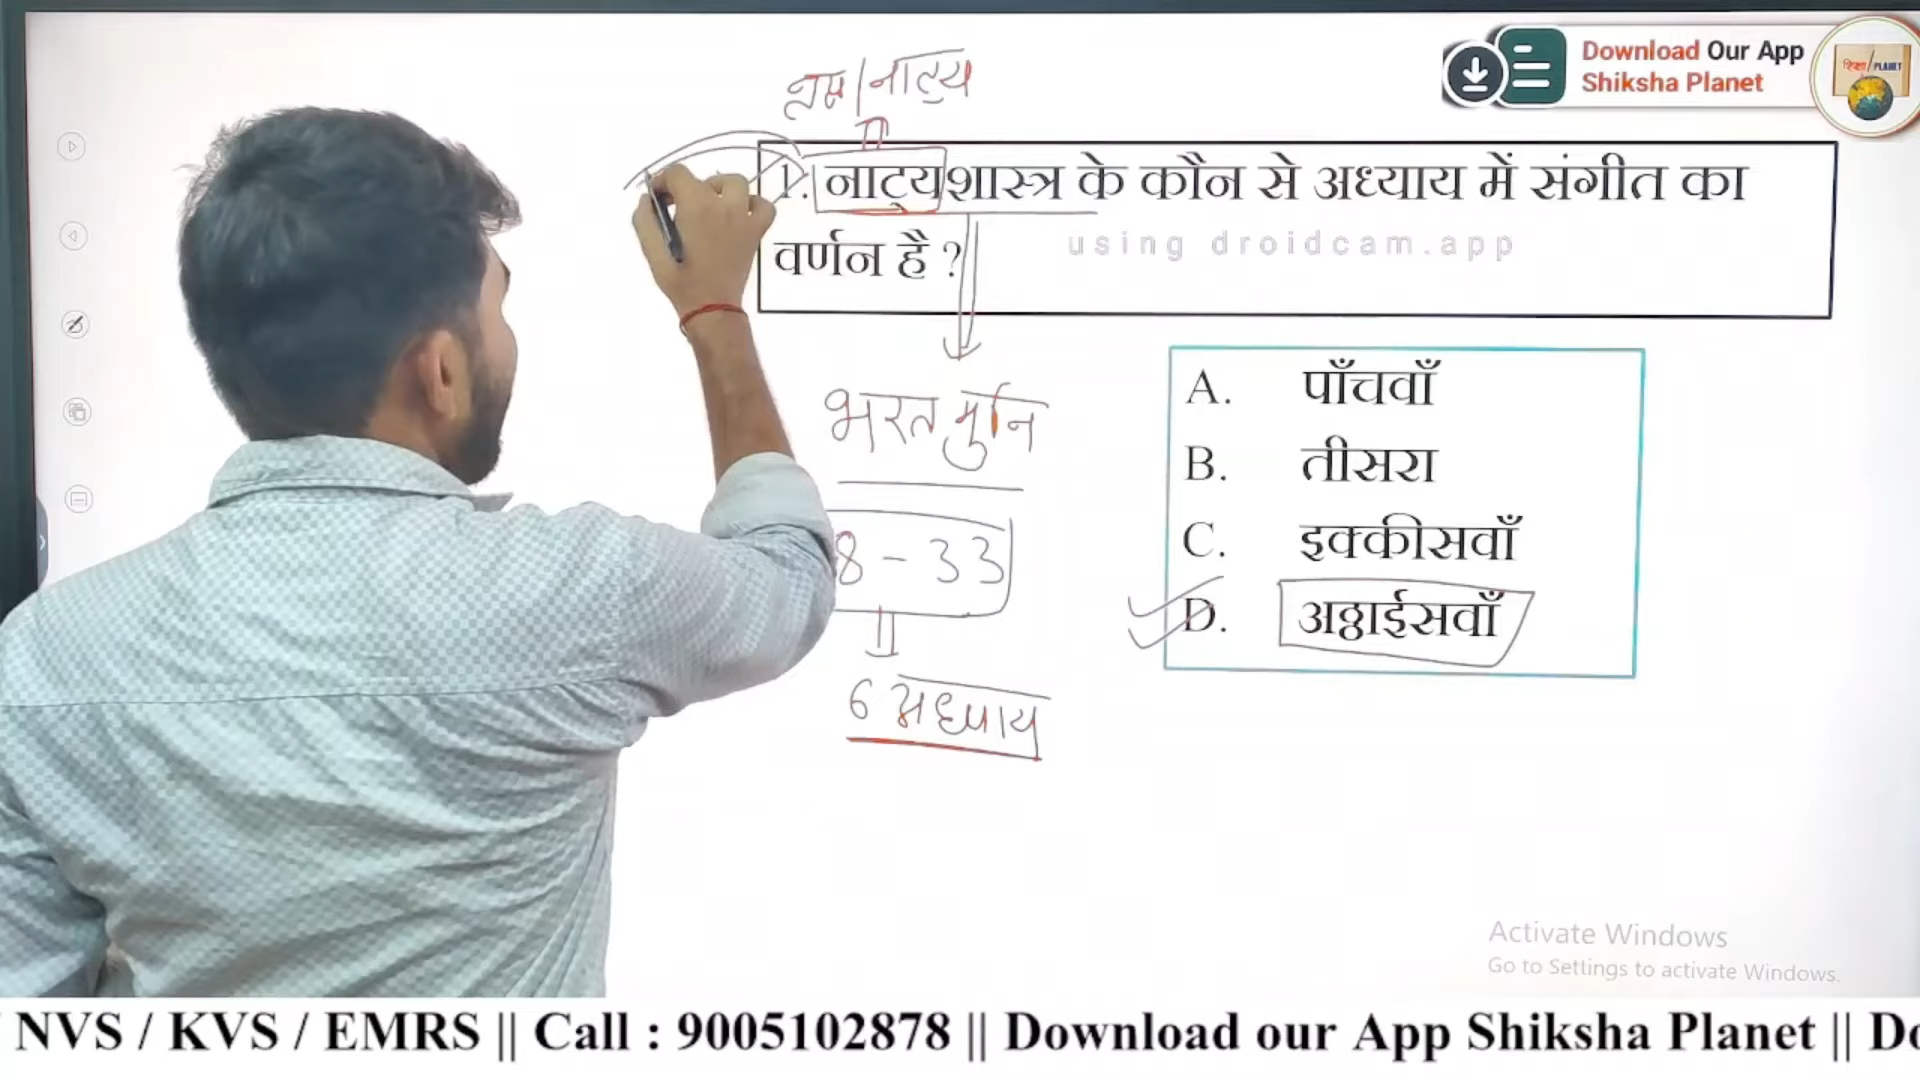 Download Our App
Shiksha Planet
नाट्य
1. नाट्यशास्त्र के कौन से अध्याय में संगीत का
वर्णन है ?
using droidcam.app
भरत मुनि
8 - 33
6 अध्याय
A. पाँचवाँ
B. तीसरा
C. इक्कीसवाँ
D. अठ्ठाईसवाँ
Activate Windows
Go to Settings to activate Windows.
NVS / KVS / EMRS || Call : 9005102878 || Download our App Shiksha Planet || Do